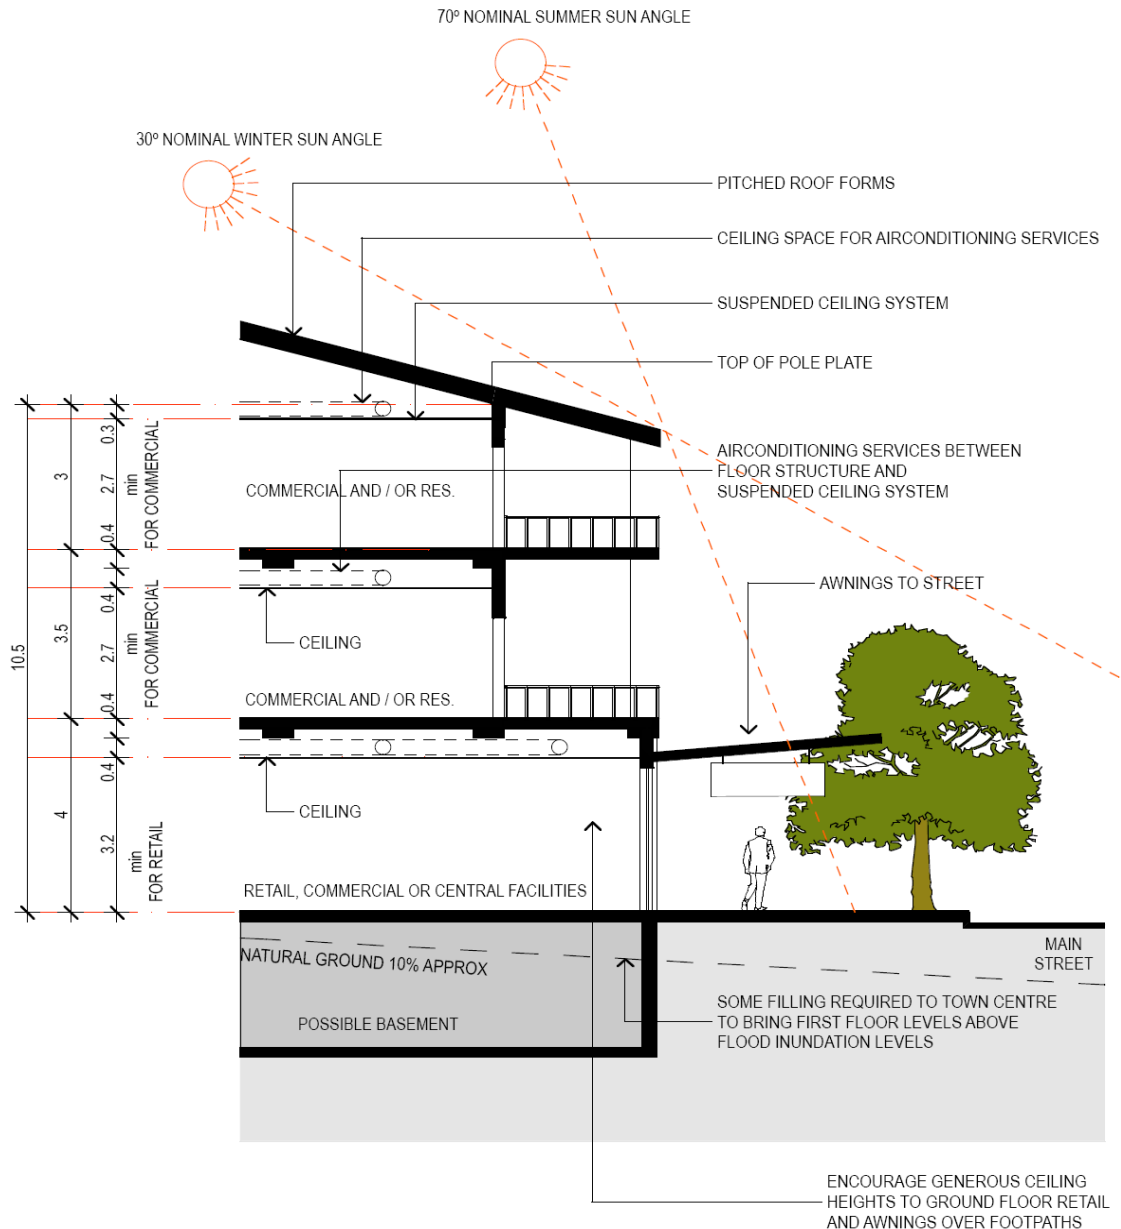 70º NOMINAL SUMMER SUN ANGLE
30º NOMINAL WINTER SUN ANGLE
PITCHED ROOF FORMS
CEILING SPACE FOR AIRCONDITIONING SERVICES
SUSPENDED CEILING SYSTEM
TOP OF POLE PLATE
AIRCONDITIONING SERVICES BETWEEN
FLOOR STRUCTURE AND
SUSPENDED CEILING SYSTEM
COMMERCIAL AND / OR RES.
AWNINGS TO STREET
CEILING
COMMERCIAL AND / OR RES.
CEILING
RETAIL, COMMERCIAL OR CENTRAL FACILITIES
10.5
3
3.5
4
0.3
2.7
0.4
min
FOR COMMERCIAL
0.4
2.7
0.4
min
FOR COMMERCIAL
0.4
3.2
min
FOR RETAIL
NATURAL GROUND 10% APPROX
MAIN
STREET
POSSIBLE BASEMENT
SOME FILLING REQUIRED TO TOWN CENTRE
TO BRING FIRST FLOOR LEVELS ABOVE
FLOOD INUNDATION LEVELS
ENCOURAGE GENEROUS CEILING
HEIGHTS TO GROUND FLOOR RETAIL
AND AWNINGS OVER FOOTPATHS